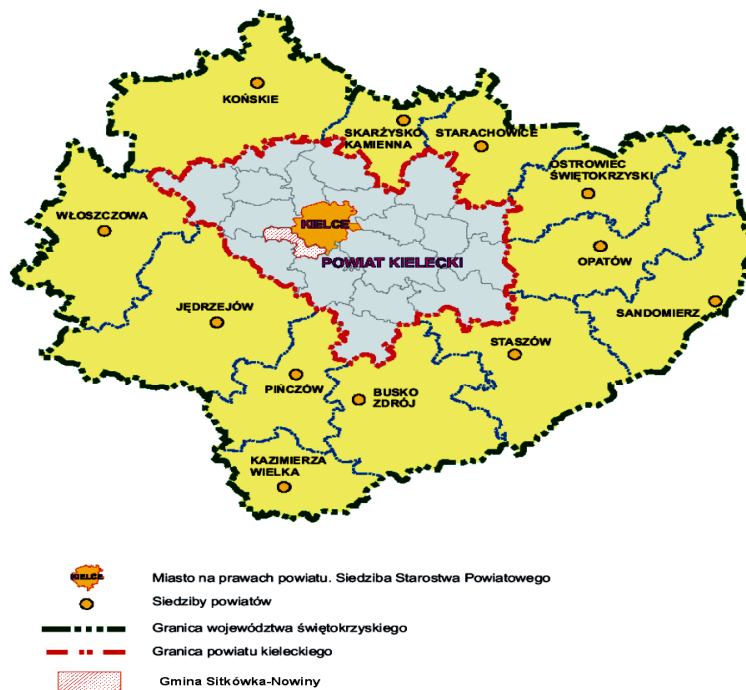 KOŃSKIE
SKARŻYSKO
KAMIENNA
STARACHOWICE
OSTROWIEC
ŚWIĘTOKRZYSKI
WŁOSZCZOWA
KIELCE
POWIAT KIELECKI
OPATÓW
JĘDRZEJÓW
SANDOMIERZ
STASZÓW
PIŃCZÓW
BUSKO
ZDRÓJ
KAZIMIERZA
WIELKA
KIELCE
Miasto na prawach powiatu. Siedziba Starostwa Powiatowego
Siedziby powiatów
Granica województwa świętokrzyskiego
Granica powiatu kieleckiego
Gmina Sitkówka-Nowiny